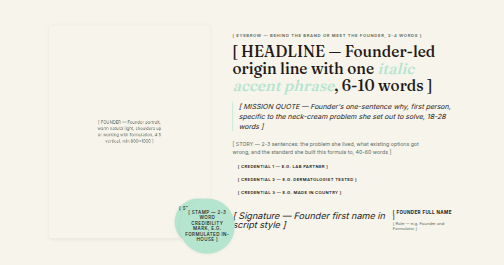 [ EYEBROW — BEHIND THE BRAND OR MEET THE FOUNDER, 2-4 WORDS ]
[ HEADLINE — Founder-led
origin line with one italic
accent phrase, 6-10 words ]
[ MISSION QUOTE — Founder's one-sentence why, first person,
specific to the neck-cream problem she set out to solve, 18-28
words ]
[ STORY — 2-3 sentences: the problem she lived, what existing options got
wrong, and the standard she built this formula to, 40-60 words ]
[ CREDENTIAL 1 — E.G. LAB PARTNER ]
[ CREDENTIAL 2 — E.G. DERMATOLOGIST TESTED ]
[ CREDENTIAL 3 — E.G. MADE IN COUNTRY ]
[ Signature — Founder first name in
script style ]
[ FOUNDER FULL NAME
[ Role — e.g. Founder and
Formulator ]
[ FOUNDER — Founder portrait,
warm natural light, shoulders up
or working with formulation, 4:5
vertical, min 800×1000 ]
[ STAMP — 2-3
WORD
CREDIBILITY
MARK, E.G.
FORMULATED IN-
HOUSE ]